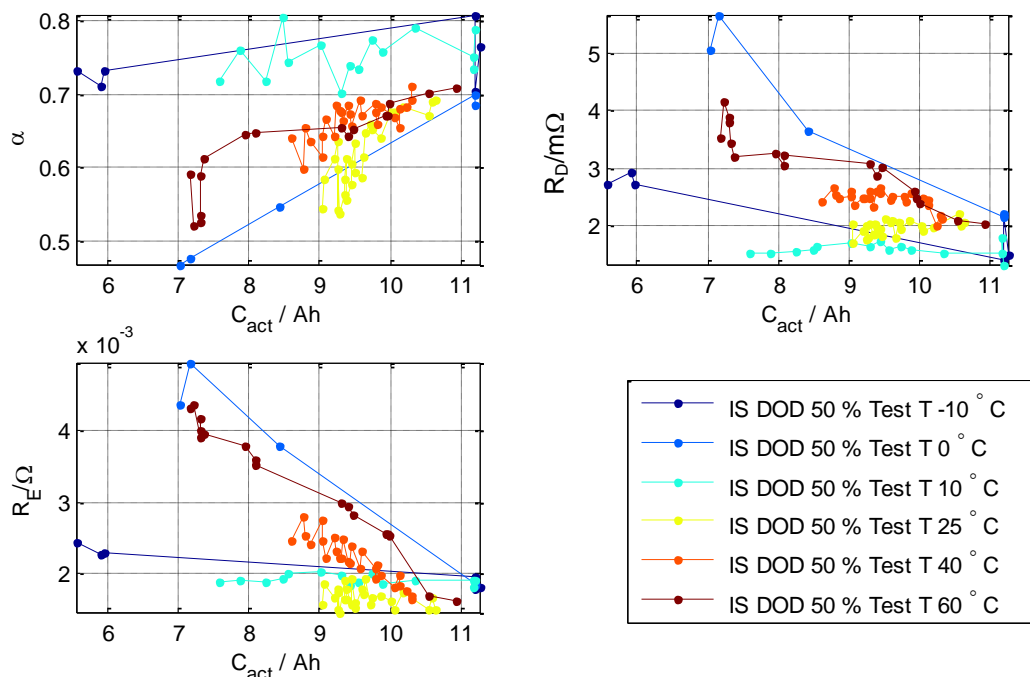 0.8
0.7
0.6
0.5
α
6 7 8 9 10 11
C_act / Ah
5
4
3
2
R_D/mΩ
6 7 8 9 10 11
C_act / Ah
x 10^-3
4
3
2
R_E/Ω
6 7 8 9 10 11
C_act / Ah
IS DOD 50 % Test T -10 ° C
IS DOD 50 % Test T 0 ° C
IS DOD 50 % Test T 10 ° C
IS DOD 50 % Test T 25 ° C
IS DOD 50 % Test T 40 ° C
IS DOD 50 % Test T 60 ° C